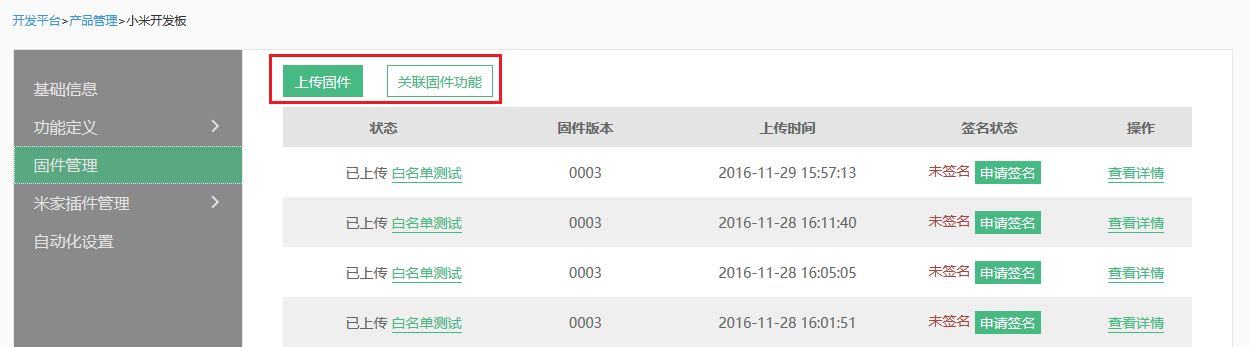 开发平台>产品管理>小米开发板
上传固件 关联固件功能
基础信息
功能定义
固件管理
米家插件管理
自动化设置
状态 固件版本 上传时间 签名状态 操作
已上传 白名单测试 0003 2016-11-29 15:57:13 未签名 申请签名 查看详情
已上传 白名单测试 0003 2016-11-28 16:11:40 未签名 申请签名 查看详情
已上传 白名单测试 0003 2016-11-28 16:05:05 未签名 申请签名 查看详情
已上传 白名单测试 0003 2016-11-28 16:01:51 未签名 申请签名 查看详情